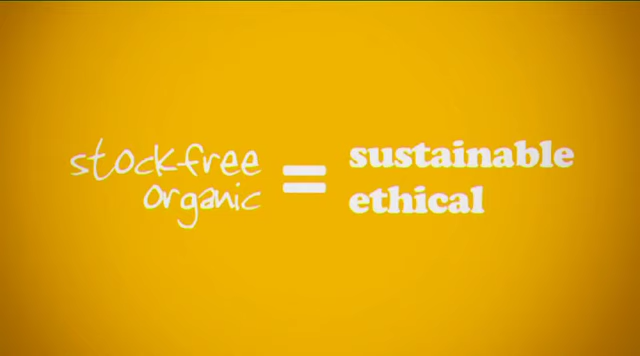 stockfree
organic
=
sustainable
ethical